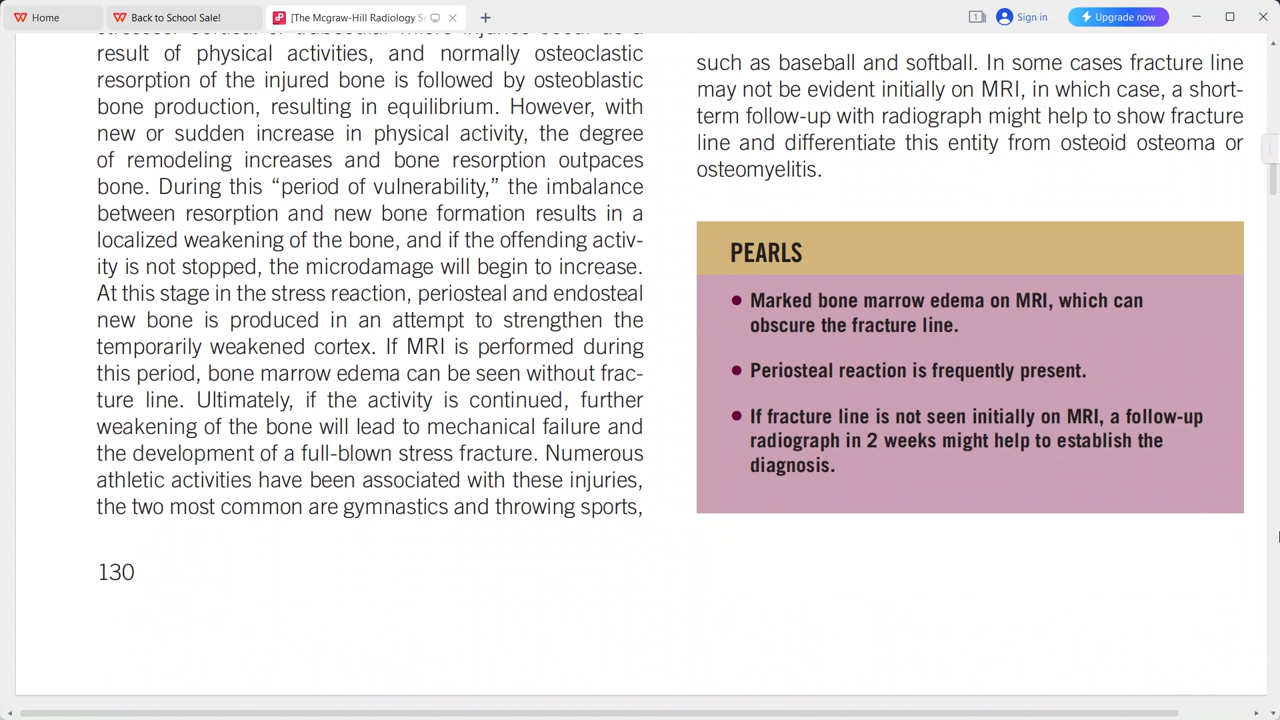 Home
Back to School Sale!
[The Mcgraw-Hill Radiology S
1
Sign in
Upgrade now
result of physical activities, and normally osteoclastic
resorption of the injured bone is followed by osteoblastic
bone production, resulting in equilibrium. However, with
new or sudden increase in physical activity, the degree
of remodeling increases and bone resorption outpaces
bone. During this “period of vulnerability,” the imbalance
between resorption and new bone formation results in a
localized weakening of the bone, and if the offending activ-
ity is not stopped, the microdamage will begin to increase.
At this stage in the stress reaction, periosteal and endosteal
new bone is produced in an attempt to strengthen the
temporarily weakened cortex. If MRI is performed during
this period, bone marrow edema can be seen without frac-
ture line. Ultimately, if the activity is continued, further
weakening of the bone will lead to mechanical failure and
the development of a full-blown stress fracture. Numerous
athletic activities have been associated with these injuries,
the two most common are gymnastics and throwing sports,
130
such as baseball and softball. In some cases fracture line
may not be evident initially on MRI, in which case, a short-
term follow-up with radiograph might help to show fracture
line and differentiate this entity from osteoid osteoma or
osteomyelitis.
PEARLS
● Marked bone marrow edema on MRI, which can
obscure the fracture line.
● Periosteal reaction is frequently present.
● If fracture line is not seen initially on MRI, a follow-up
radiograph in 2 weeks might help to establish the
diagnosis.